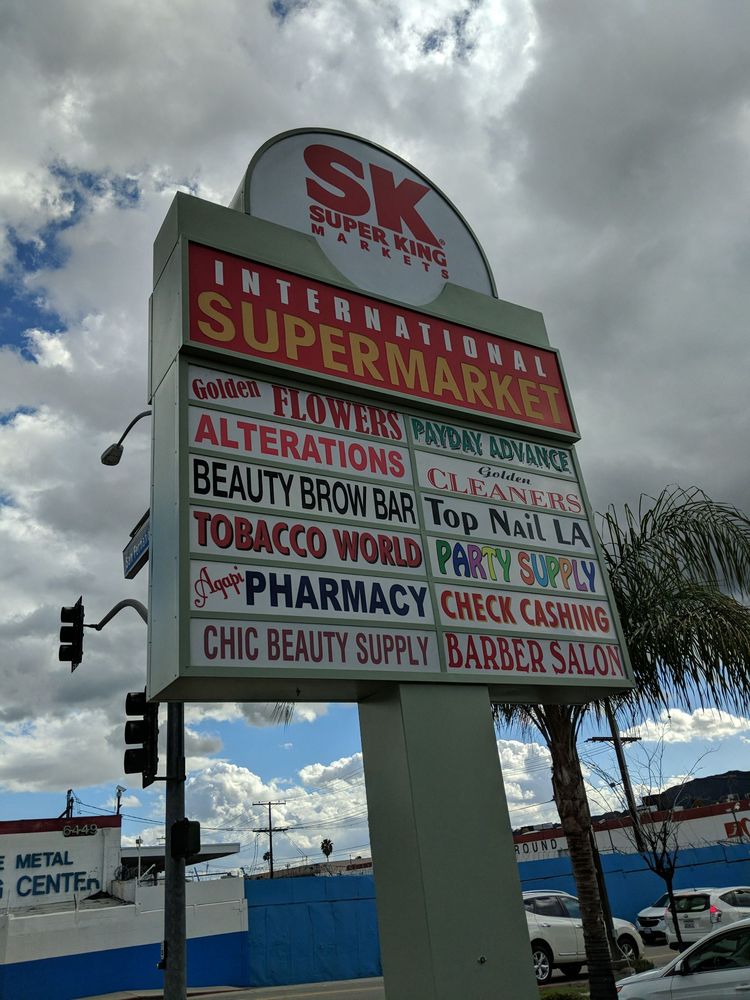 SK
SUPER KING
MARKETS
INTERNATIONAL
SUPERMARKET
Golden FLOWERS
PAYDAY ADVANCE
ALTERATIONS
Golden
CLEANERS
BEAUTY BROW BAR
Top Nail LA
TOBACCO WORLD
PARTY SUPPLY
Agapi PHARMACY
CHECK CASHING
CHIC BEAUTY SUPPLY
BARBER SALON
6449
E METAL
G CENTER
ROUND